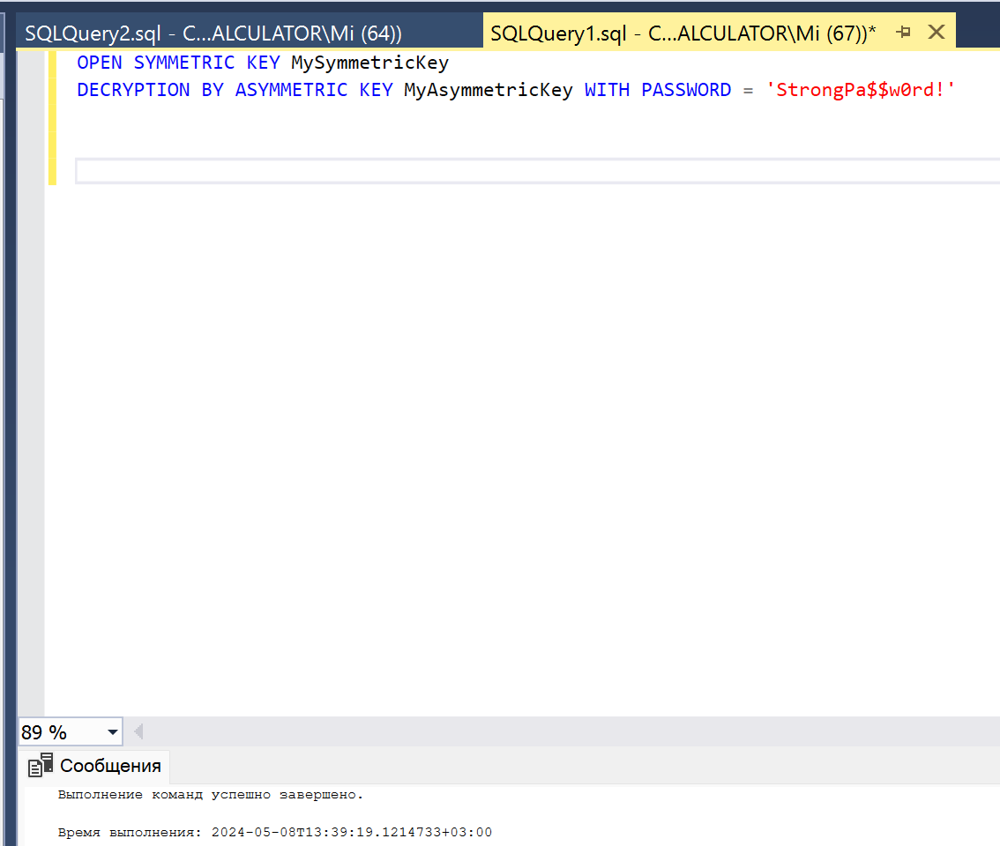 SQLQuery2.sql - C...ALCULATOR\Mi (64))
SQLQuery1.sql - C...ALCULATOR\Mi (67))*
OPEN SYMMETRIC KEY MySymmetricKey
DECRYPTION BY ASYMMETRIC KEY MyAsymmetricKey WITH PASSWORD = 'StrongPa$$w0rd!'
89 %
Сообщения
Выполнение команд успешно завершено.
Время выполнения: 2024-05-08T13:39:19.1214733+03:00